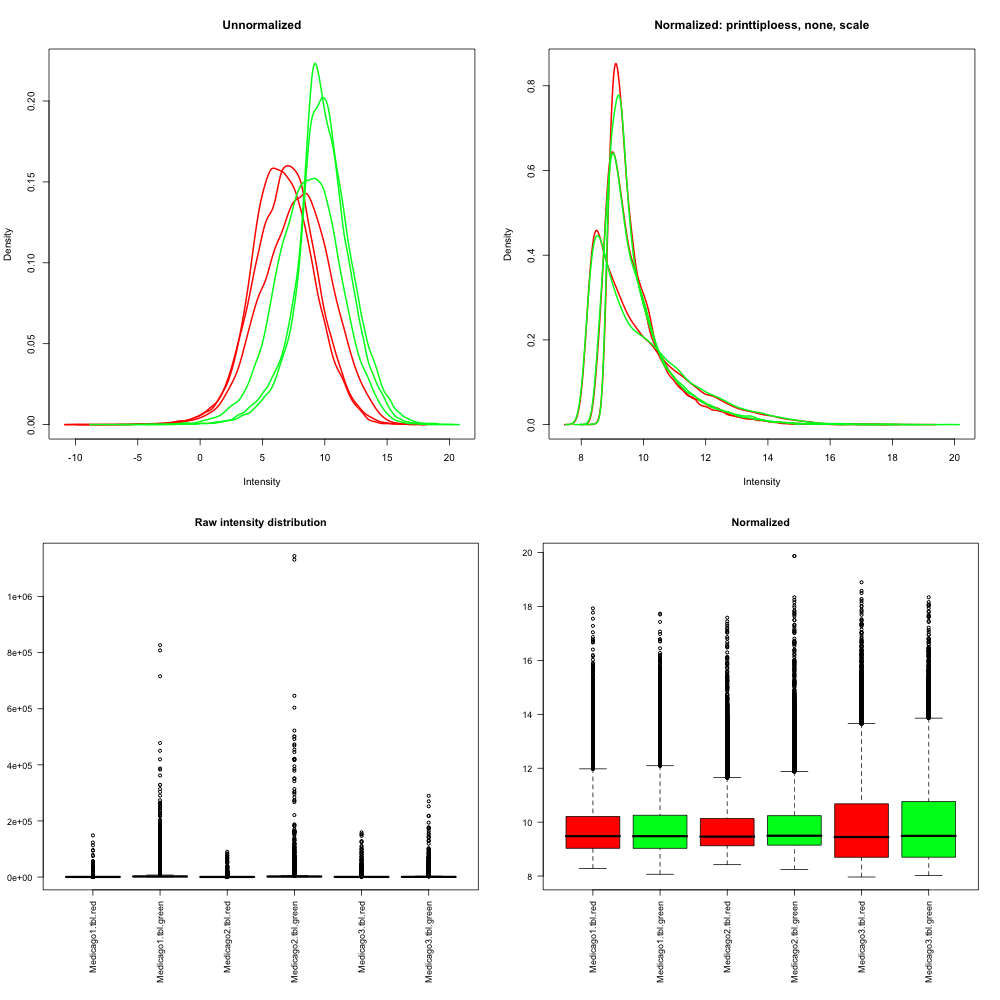 Unnormalized
Density
0.00
0.05
0.10
0.15
0.20
-10 -5 0 5 10 15 20
Intensity
Normalized: printtiploess, none, scale
Density
0.0
0.2
0.4
0.6
0.8
8 10 12 14 16 18 20
Intensity
Raw intensity distribution
1e+06
8e+05
6e+05
4e+05
2e+05
0e+00
Medicago1.tbl.red
Medicago1.tbl.green
Medicago2.tbl.red
Medicago2.tbl.green
Medicago3.tbl.red
Medicago3.tbl.green
Normalized
20
18
16
14
12
10
8
Medicago1.tbl.red
Medicago1.tbl.green
Medicago2.tbl.red
Medicago2.tbl.green
Medicago3.tbl.red
Medicago3.tbl.green